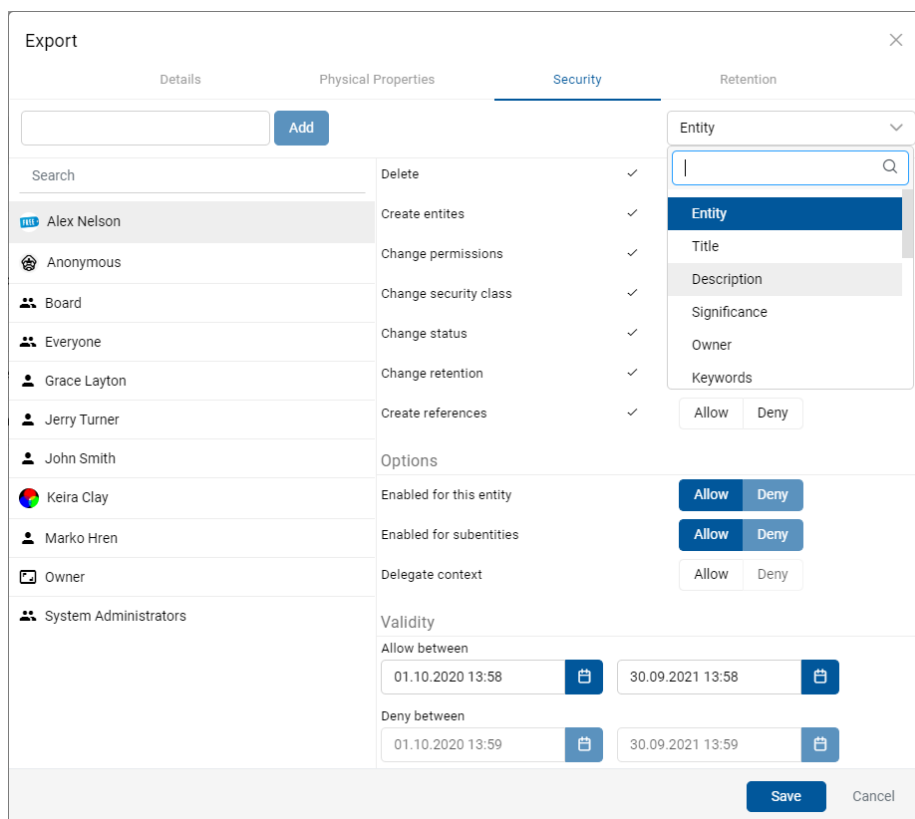 Export
Details Physical Properties Security Retention
Add
Entity
Search
Alex Nelson
Anonymous
Board
Everyone
Grace Layton
Jerry Turner
John Smith
Keira Clay
Marko Hren
Owner
System Administrators
Delete
Create entites
Change permissions
Change security class
Change status
Change retention
Create references Allow Deny
Entity
Title
Description
Significance
Owner
Keywords
Options
Enabled for this entity Allow Deny
Enabled for subentities Allow Deny
Delegate context Allow Deny
Validity
Allow between
01.10.2020 13:58 30.09.2021 13:58
Deny between
01.10.2020 13:59 30.09.2021 13:59
Save Cancel